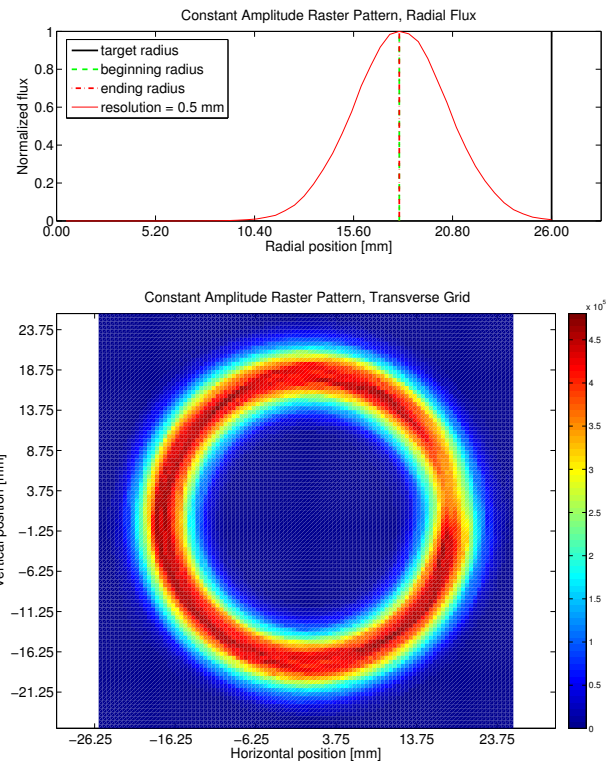 Constant Amplitude Raster Pattern, Radial Flux
Normalized flux
1
0.8
0.6
0.4
0.2
0
target radius
beginning radius
ending radius
resolution = 0.5 mm
0.00 5.20 10.40 15.60 20.80 26.00
Radial position [mm]
Constant Amplitude Raster Pattern, Transverse Grid
x 10^5
Vertical position [mm]
23.75
18.75
13.75
8.75
3.75
−1.25
−6.25
−11.25
−16.25
−21.25
−26.25 −16.25 −6.25 3.75 13.75 23.75
Horizontal position [mm]
4.5
4
3.5
3
2.5
2
1.5
1
0.5
0